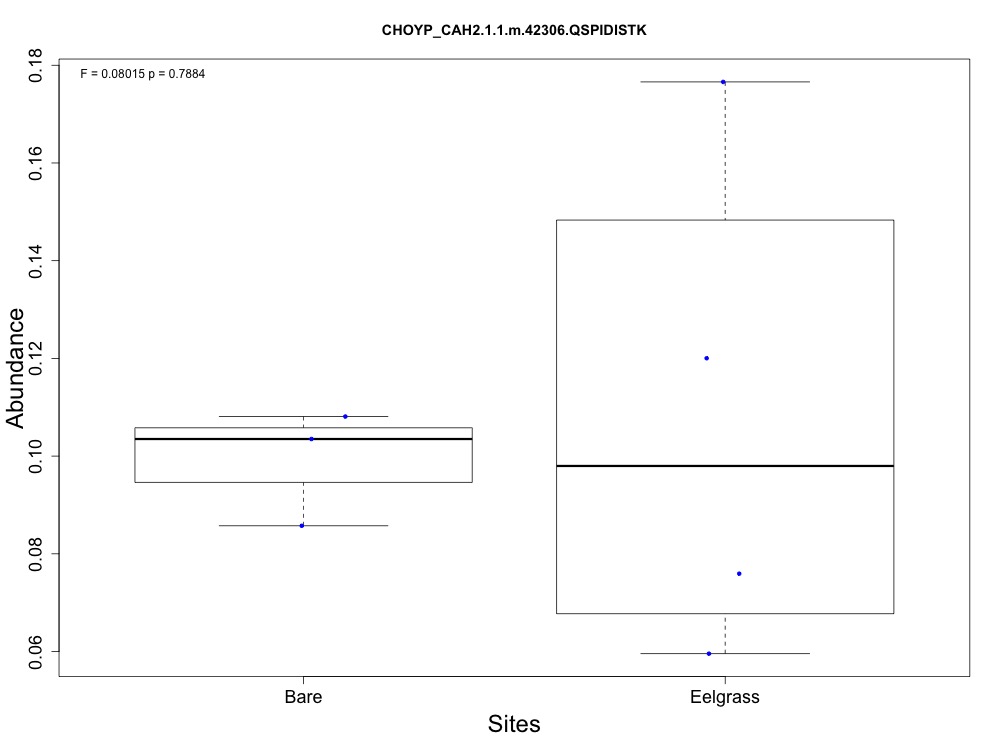 CHOYP_CAH2.1.1.m.42306.QSPIDISTK
F = 0.08015 p = 0.7884
Abundance
0.18
0.16
0.14
0.12
0.10
0.08
0.06
Bare
Eelgrass
Sites